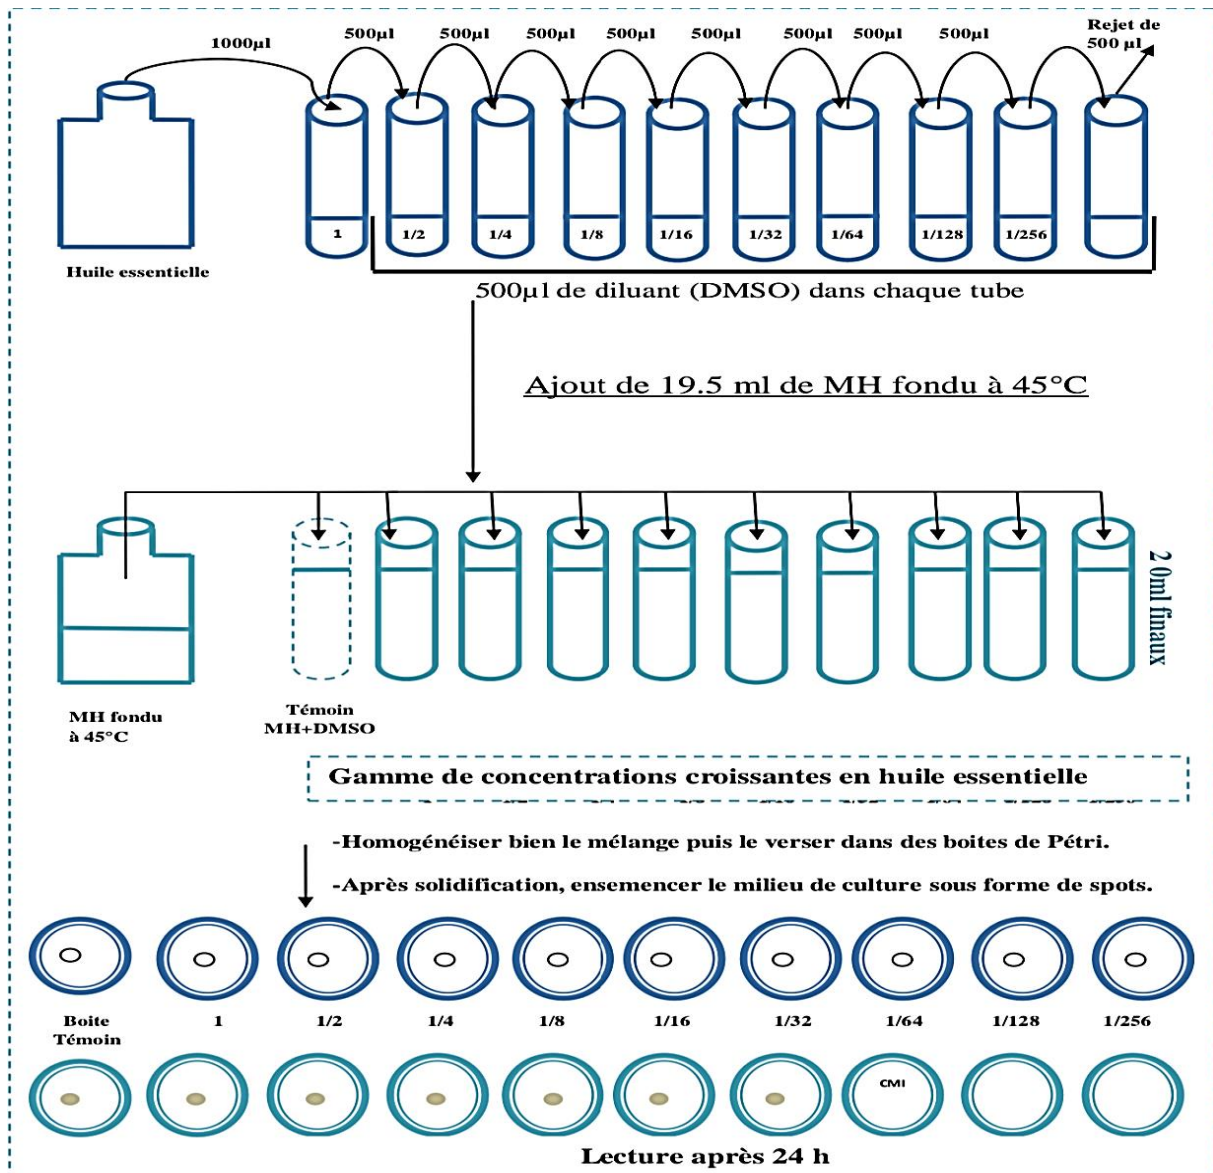 1000µl
500µl
500µl
500µl
500µl
500µl
500µl
500µl
500µl
Rejet de
500 µl
1
1/2
1/4
1/8
1/16
1/32
1/64
1/128
1/256
Huile essentielle
500µl de diluant (DMSO) dans chaque tube
Ajout de 19.5 ml de MH fondu à 45°C
2 0ml finaux
MH fondu
à 45°C
Témoin
MH+DMSO
Gamme de concentrations croissantes en huile essentielle
-Homogénéiser bien le mélange puis le verser dans des boites de Pétri.
-Après solidification, ensemencer le milieu de culture sous forme de spots.
Boite
Témoin
1
1/2
1/4
1/8
1/16
1/32
1/64
1/128
1/256
CMI
Lecture après 24 h